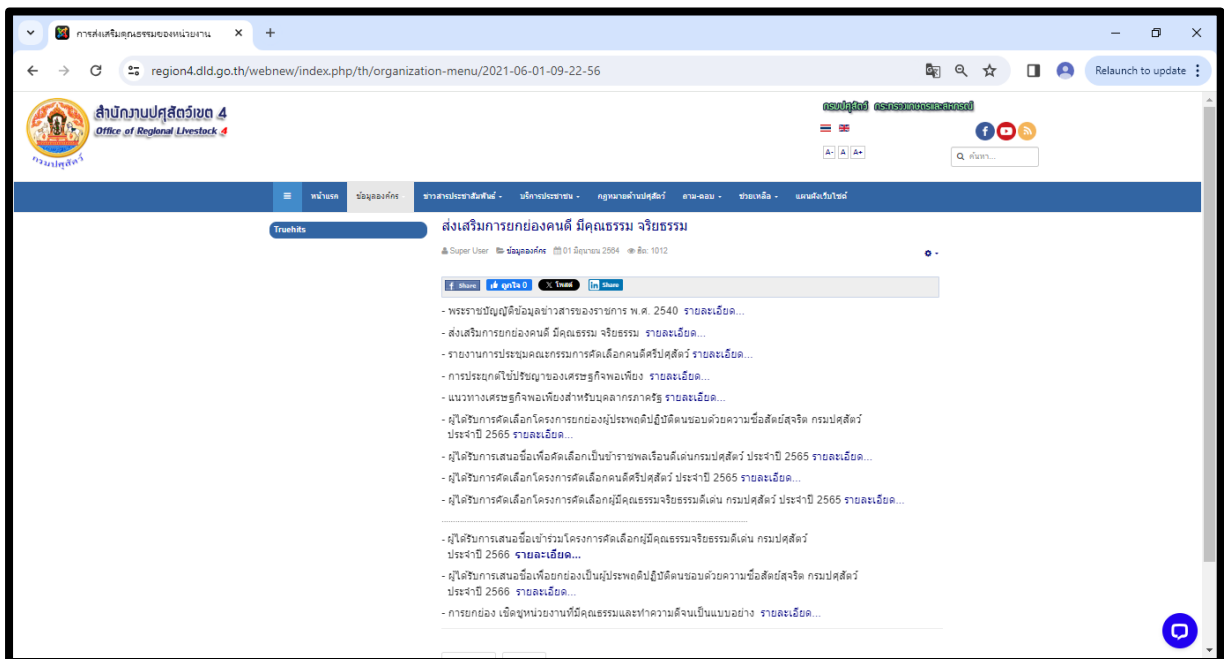 การส่งเสริมคุณธรรมของหน่วยงาน
region4.dld.go.th/webnew/index.php/th/organization-menu/2021-06-01-09-22-56
Relaunch to update
สำนักงานปศุสัตว์เขต 4
Office of Regional Livestock 4
กรมปศุสัตว์
กรมปศุสัตว์ กระทรวงเกษตรและสหกรณ์
A- A A+
ค้นหา...
หน้าแรก ข้อมูลองค์กร ข่าวสารประชาสัมพันธ์ บริการประชาชน กฎหมายด้านปศุสัตว์ ถาม-ตอบ ช่วยเหลือ แผนผังเว็บไซต์
Truehits
ส่งเสริมการยกย่องคนดี มีคุณธรรม จริยธรรม
Super User ข้อมูลองค์กร 01 มิถุนายน 2564 ฮิต: 1012
Share ถูกใจ 0 โพสต์ Share
- พระราชบัญญัติข้อมูลข่าวสารของราชการ พ.ศ. 2540 รายละเอียด...
- ส่งเสริมการยกย่องคนดี มีคุณธรรม จริยธรรม รายละเอียด...
- รายงานการประชุมคณะกรรมการคัดเลือกคนดีศรีปศุสัตว์ รายละเอียด...
- การประยุกต์ใช้ปรัชญาของเศรษฐกิจพอเพียง รายละเอียด...
- แนวทางเศรษฐกิจพอเพียงสำหรับบุคลากรภาครัฐ รายละเอียด...
- ผู้ได้รับการคัดเลือกโครงการยกย่องผู้ประพฤติปฏิบัติตนชอบด้วยความซื่อสัตย์สุจริต กรมปศุสัตว์
ประจำปี 2565 รายละเอียด...
- ผู้ได้รับการเสนอชื่อเพื่อคัดเลือกเป็นข้าราชพลเรือนดีเด่นกรมปศุสัตว์ ประจำปี 2565 รายละเอียด...
- ผู้ได้รับการคัดเลือกโครงการคัดเลือกคนดีศรีปศุสัตว์ ประจำปี 2565 รายละเอียด...
- ผู้ได้รับการคัดเลือกโครงการคัดเลือกผู้มีคุณธรรมจริยธรรมดีเด่น กรมปศุสัตว์ ประจำปี 2565 รายละเอียด...
- ผู้ได้รับการเสนอชื่อเข้าร่วมโครงการคัดเลือกผู้มีคุณธรรมจริยธรรมดีเด่น กรมปศุสัตว์
ประจำปี 2566 รายละเอียด...
- ผู้ได้รับการเสนอชื่อเพื่อยกย่องเป็นผู้ประพฤติปฏิบัติตนชอบด้วยความซื่อสัตย์สุจริต กรมปศุสัตว์
ประจำปี 2566 รายละเอียด...
- การยกย่อง เชิดชูหน่วยงานที่มีคุณธรรมและทำความดีจนเป็นแบบอย่าง รายละเอียด...